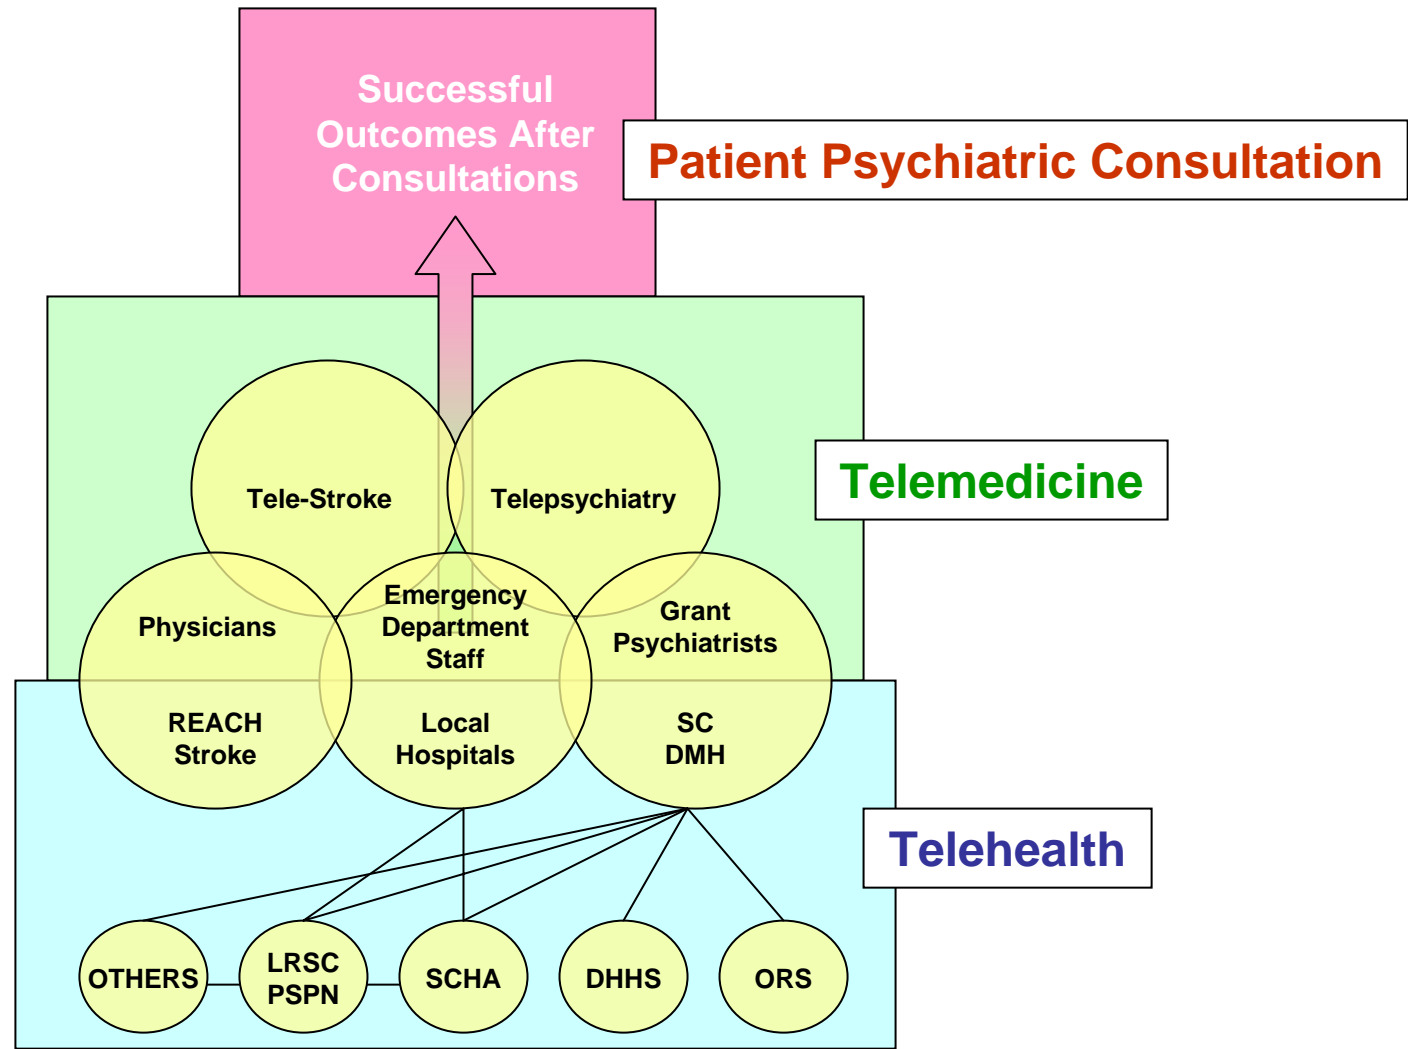 Successful
Outcomes After
Consultations
Patient Psychiatric Consultation
Telemedicine
Tele-Stroke
Telepsychiatry
Physicians
Emergency
Department
Staff
Grant
Psychiatrists
REACH
Stroke
Local
Hospitals
SC
DMH
Telehealth
OTHERS
LRSC
PSPN
SCHA
DHHS
ORS